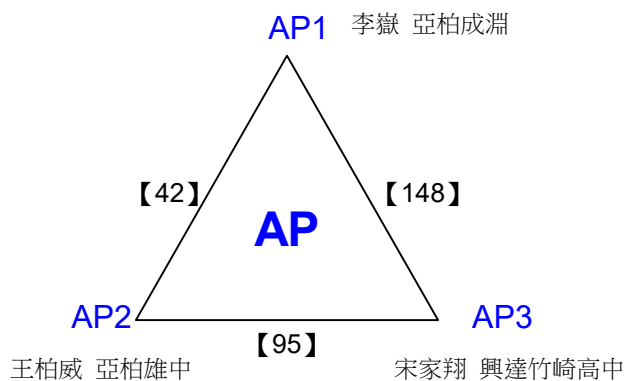 AP1 李嶽 亞柏成淵
【42】 【148】
AP
AP2 AP3
【95】
王柏威 亞柏雄中 宋家翔 興達竹崎高中